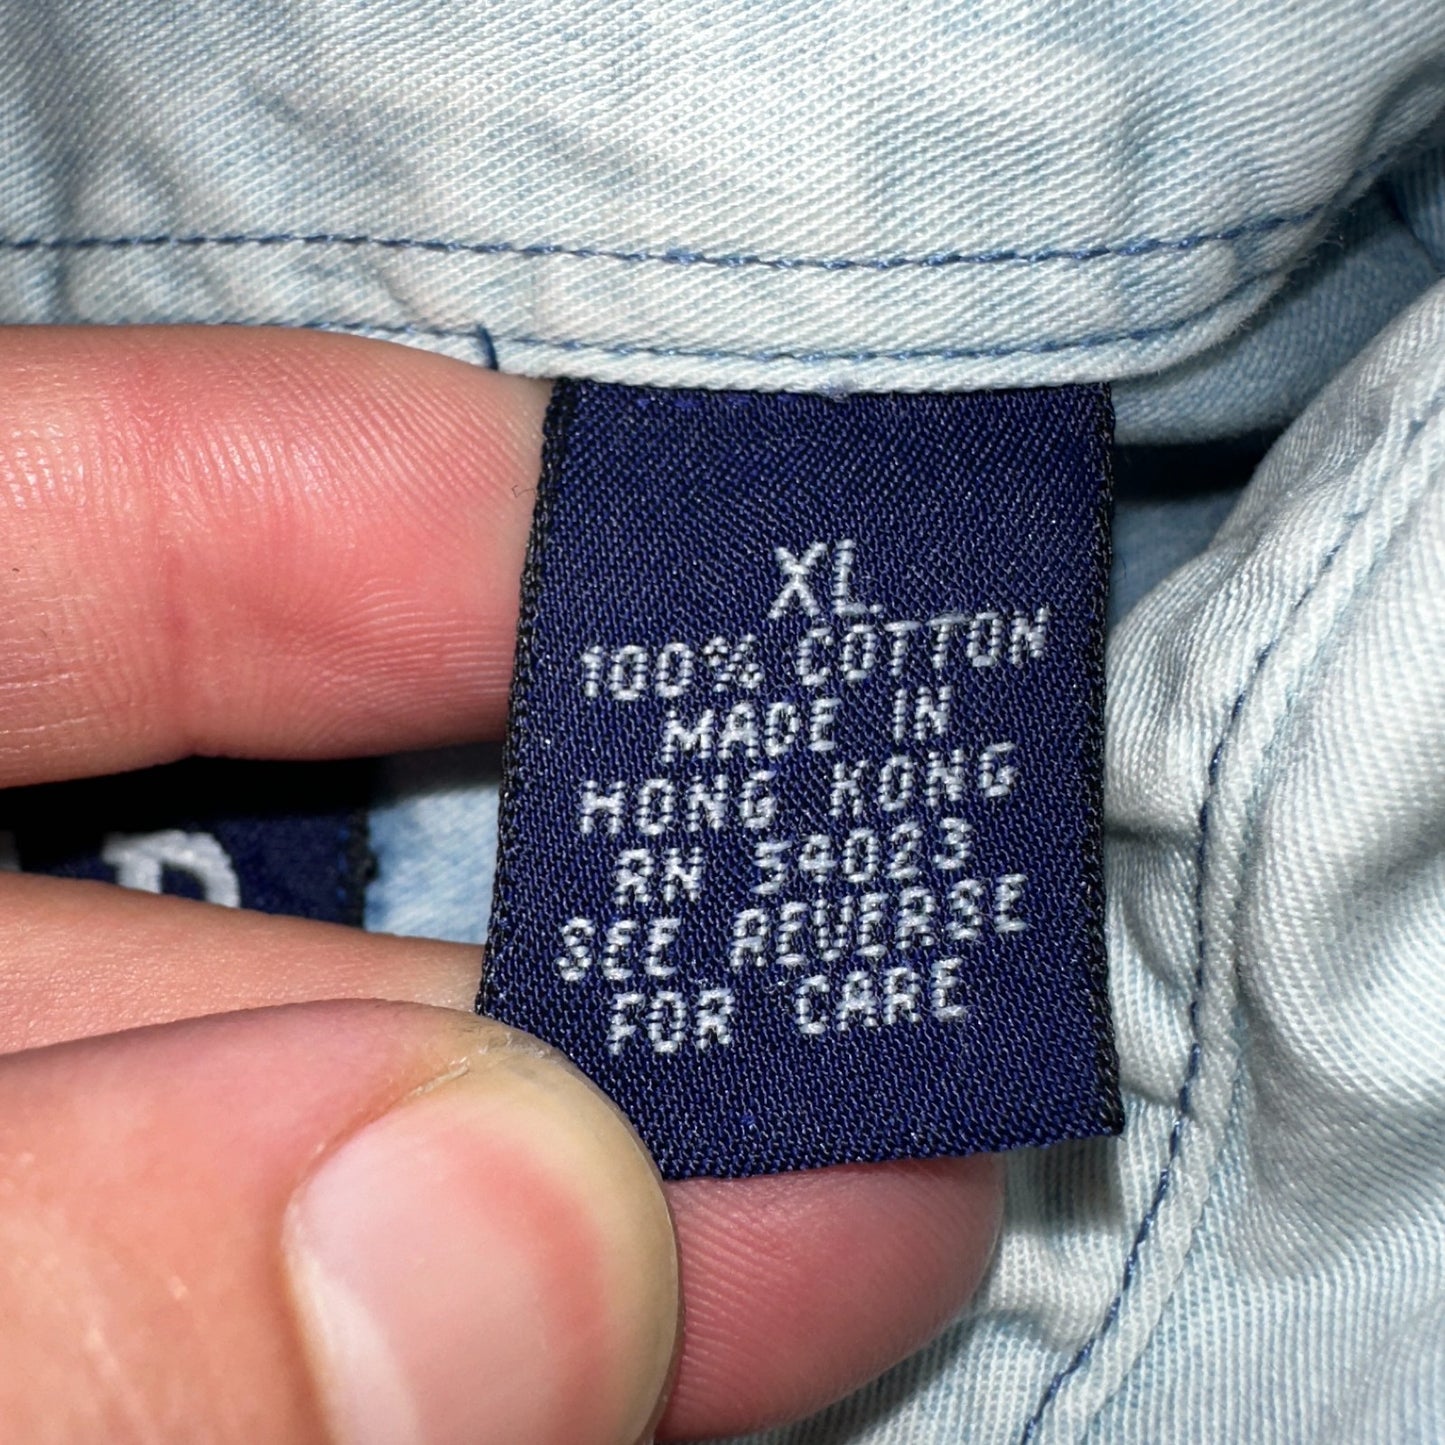 XL
100% COTTON
MADE IN
HONG KONG
RN 54023
SEE REVERSE
FOR CARE